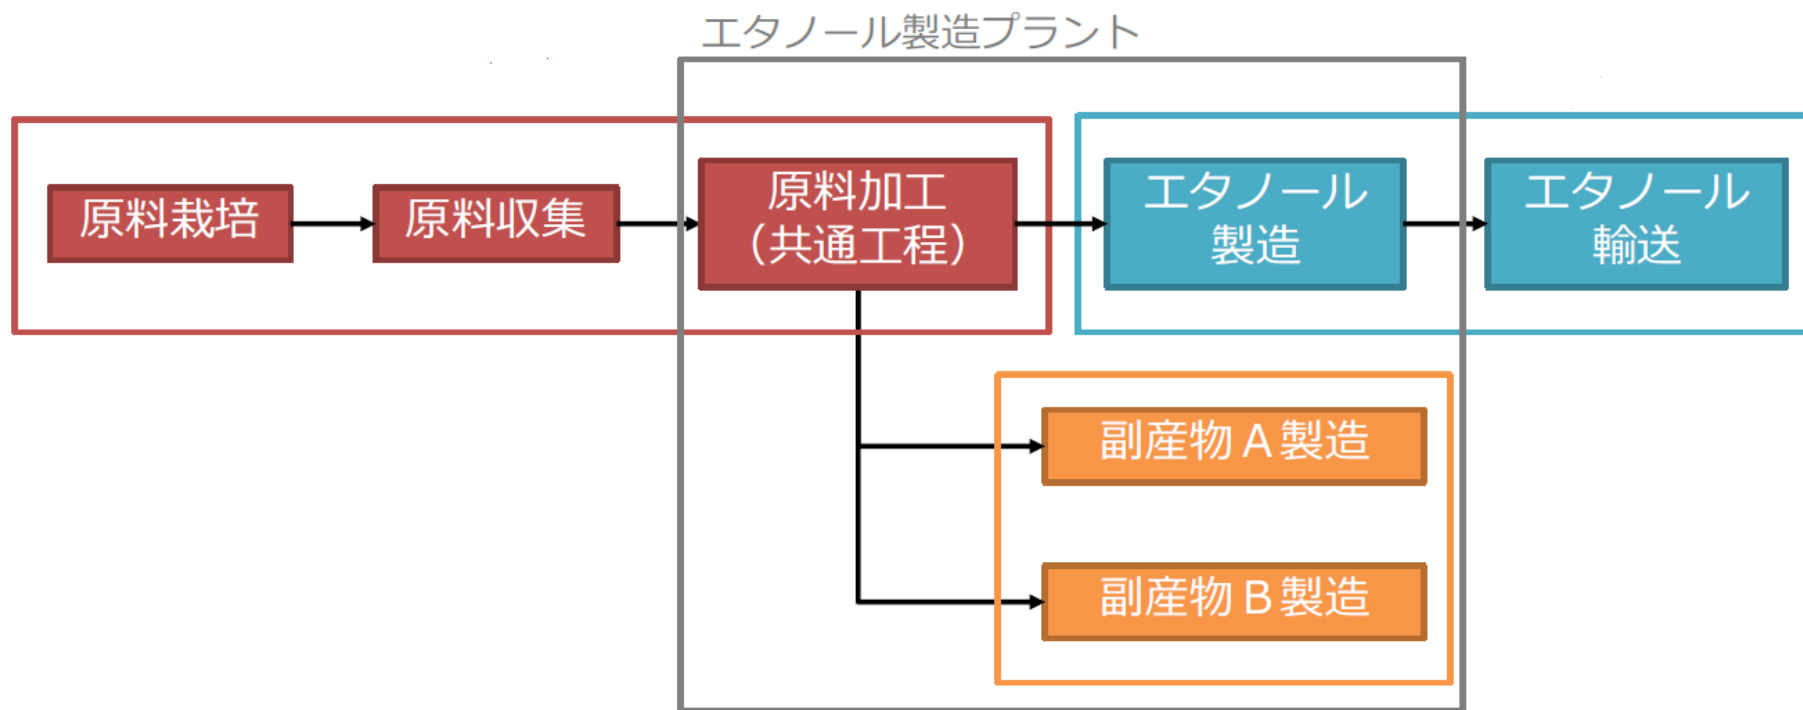 エタノール製造プラント
原料栽培
原料収集
原料加工
（共通工程）
エタノール
製造
エタノール
輸送
副産物A製造
副産物B製造